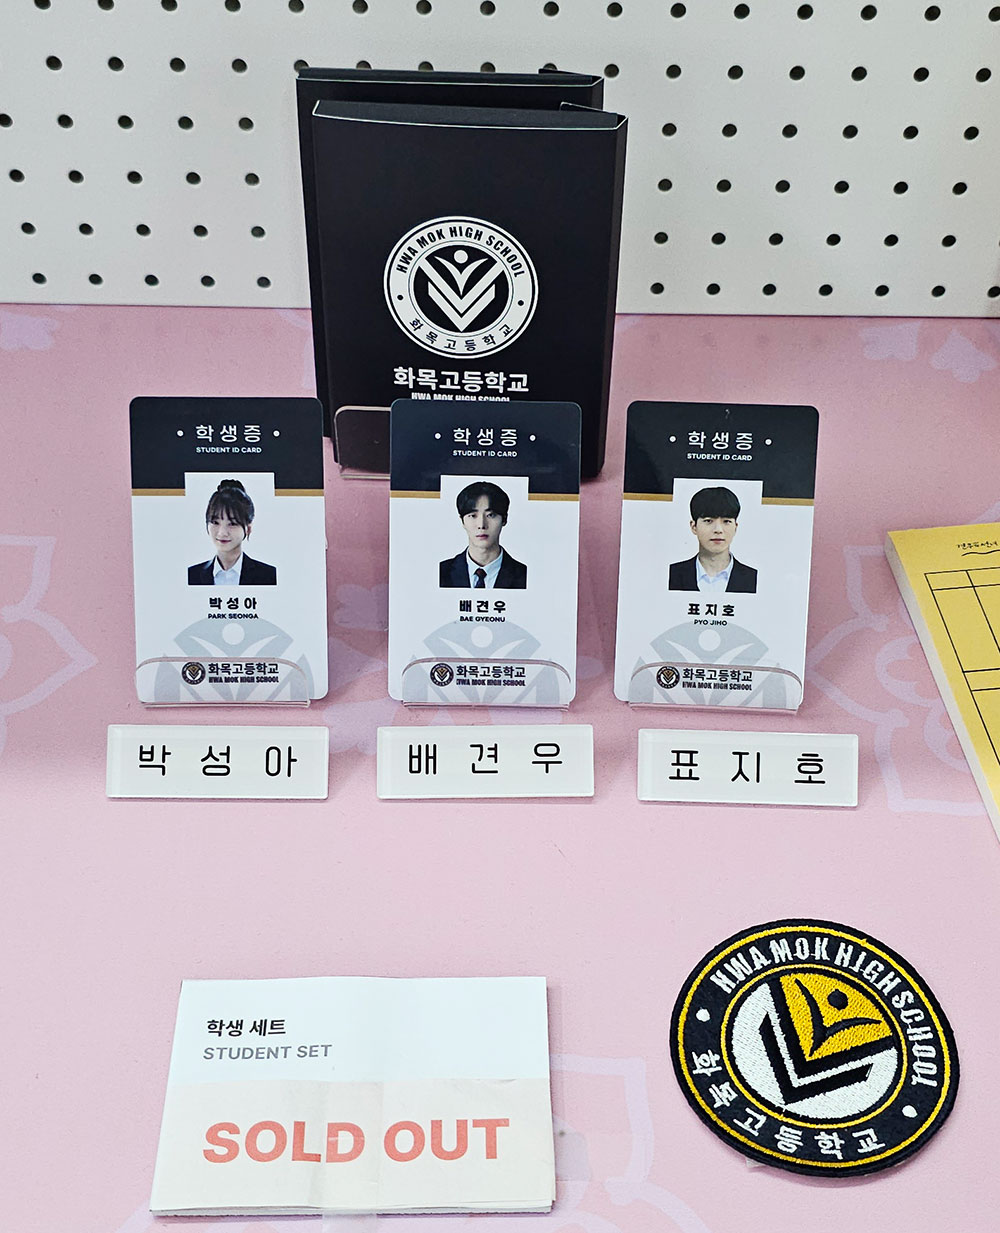 HWA MOK HIGH SCHOOL
화목고등학교
화목고등학교
HWA MOK HIGH SCHOOL
학생증
STUDENT ID CARD
박성아
PARK SEONGA
화목고등학교
HWA MOK HIGH SCHOOL
학생증
STUDENT ID CARD
배견우
BAE GYEONU
화목고등학교
HWA MOK HIGH SCHOOL
학생증
STUDENT ID CARD
표지호
PYO JIHO
화목고등학교
HWA MOK HIGH SCHOOL
박성아
배견우
표지호
학생 세트
STUDENT SET
SOLD OUT
HWA MOK HIGH SCHOOL
화목고등학교